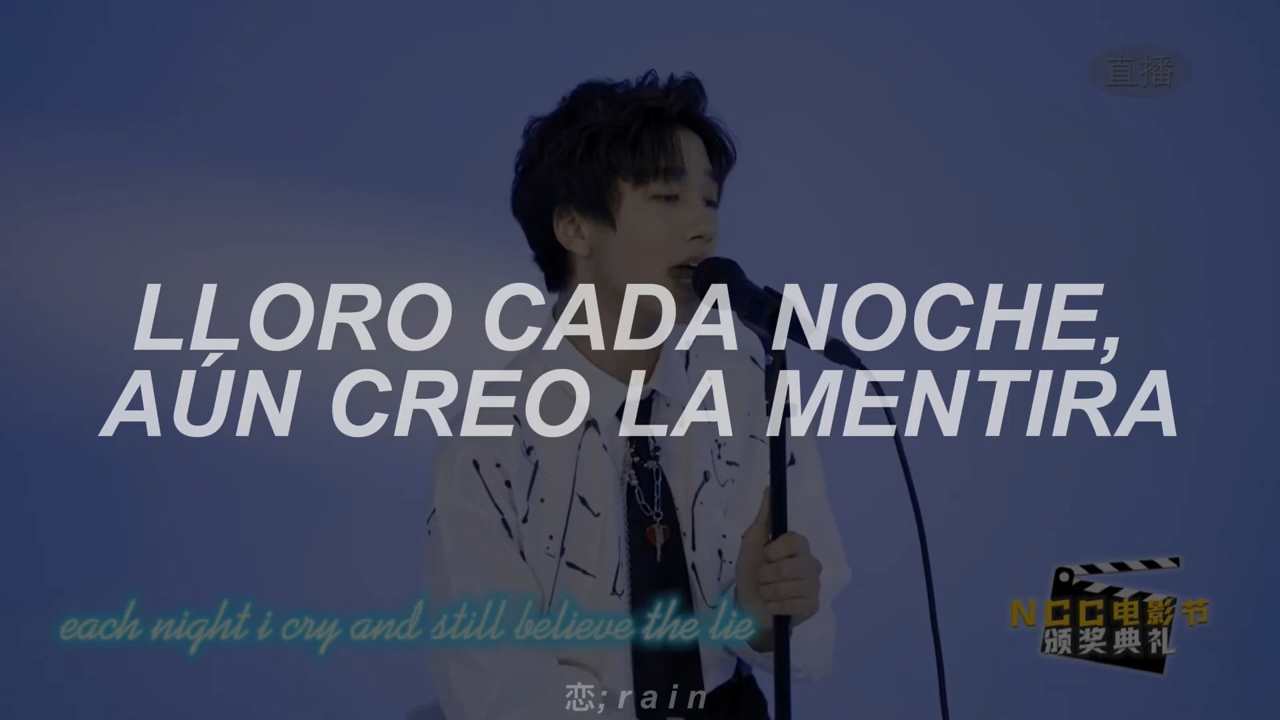 直播
LLORO CADA NOCHE,
AÚN CREO LA MENTIRA
each night i cry and still believe the lie
NCC电影节
颁奖典礼
恋;rain